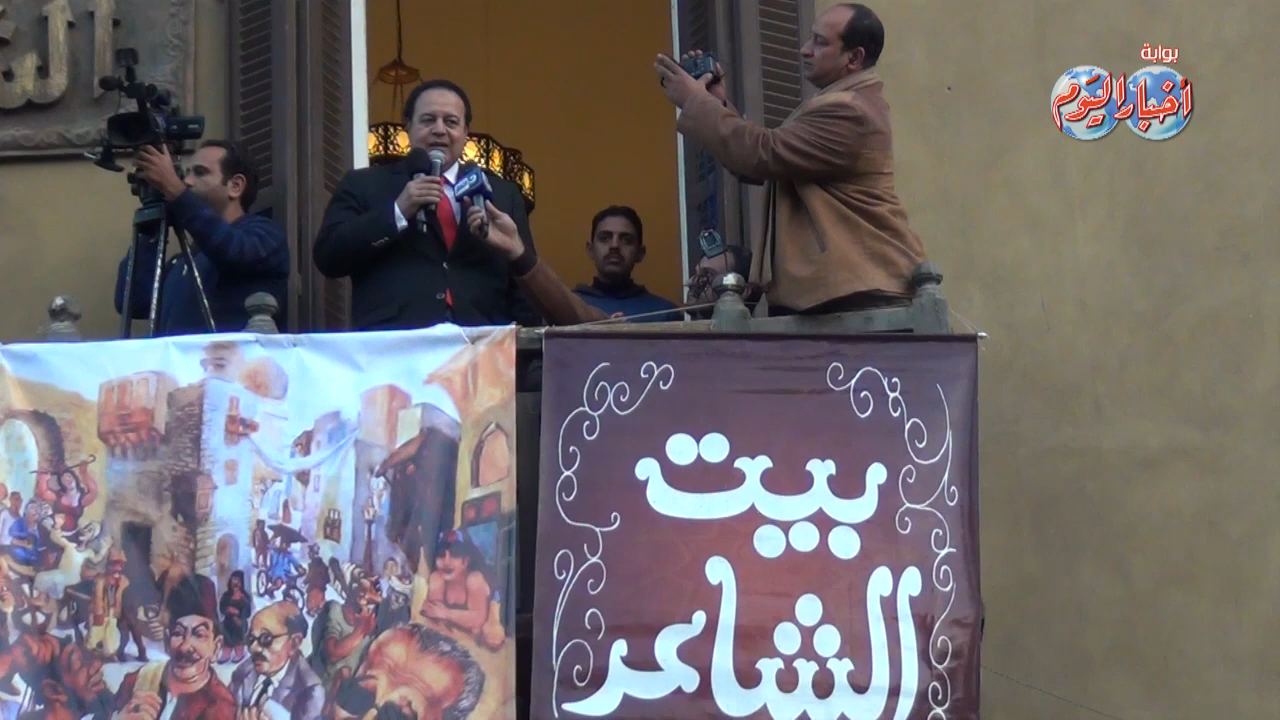 بوابة
أخبار اليوم
بيت
الشاعر